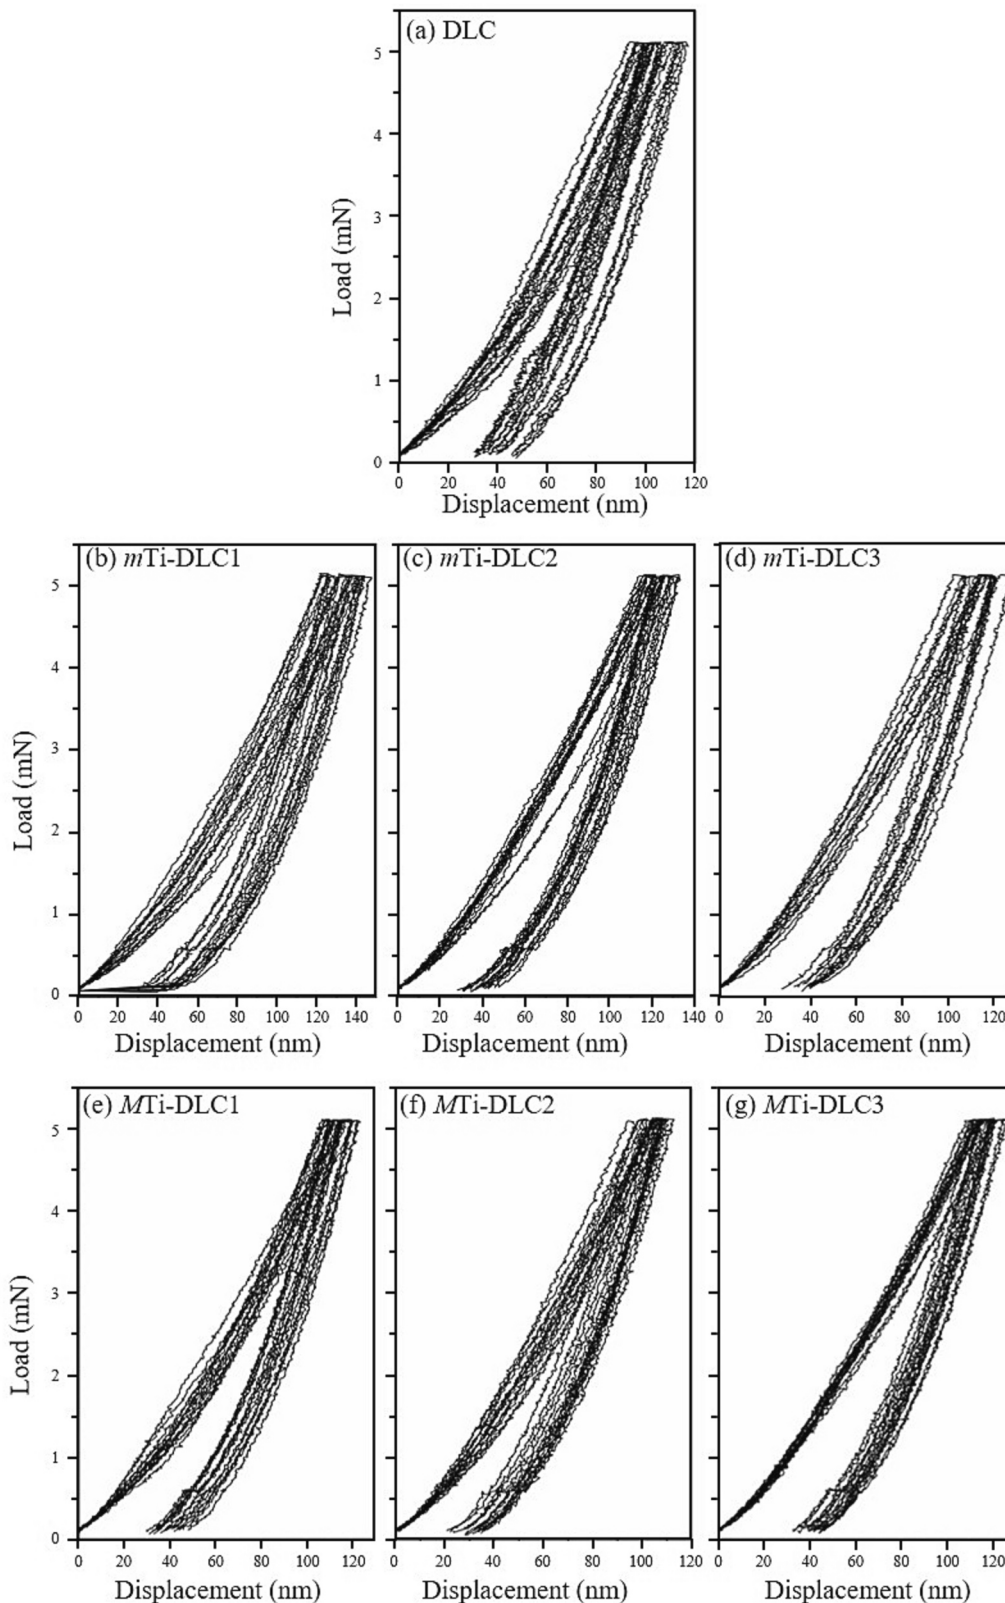 (a) DLC
5
4
3
2
1
0
Load (mN)
0 20 40 60 80 100 120
Displacement (nm)
(b) mTi-DLC1
5
4
3
2
1
0
Load (mN)
0 20 40 60 80 100 120 140
Displacement (nm)
(c) mTi-DLC2
0 20 40 60 80 100 120 140
Displacement (nm)
(d) mTi-DLC3
0 20 40 60 80 100 120
Displacement (nm)
(e) MTi-DLC1
5
4
3
2
1
0
Load (mN)
0 20 40 60 80 100 120
Displacement (nm)
(f) MTi-DLC2
0 20 40 60 80 100 120
Displacement (nm)
(g) MTi-DLC3
0 20 40 60 80 100 120
Displacement (nm)